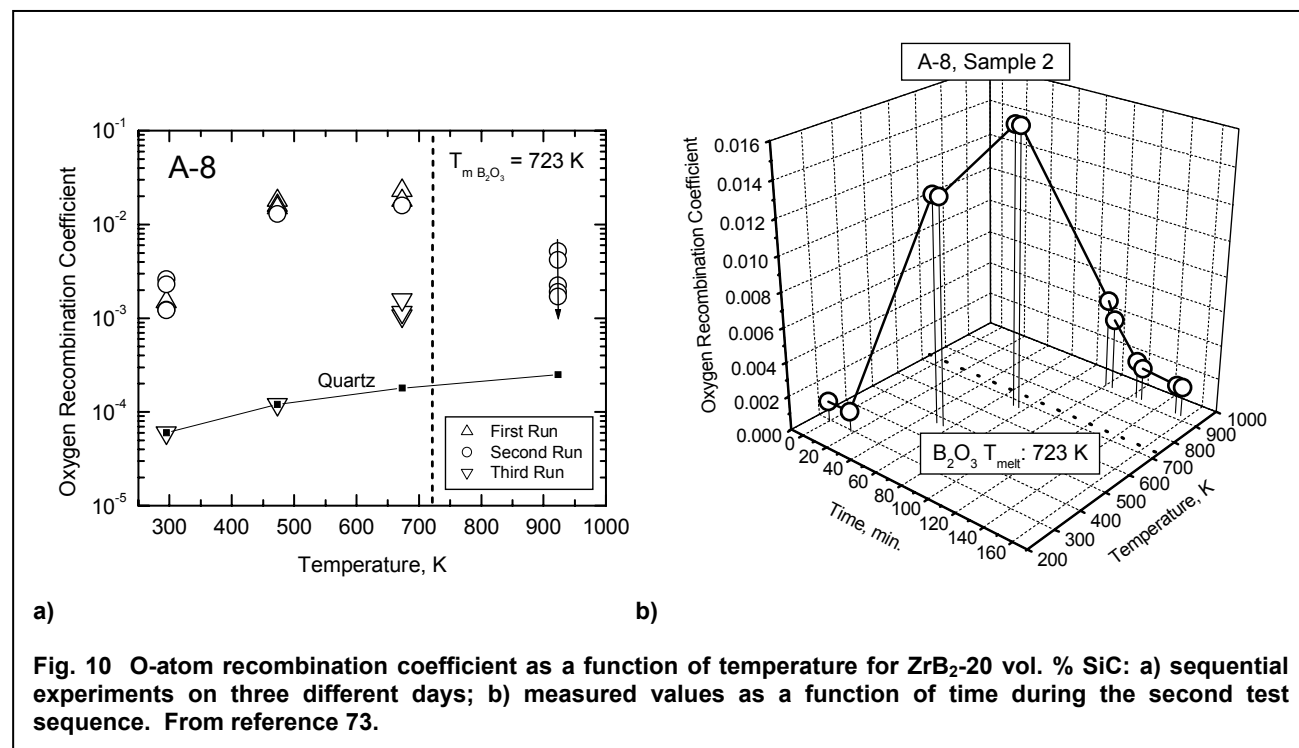 A-8
T_m B₂O₃ = 723 K
Oxygen Recombination Coefficient
10⁻¹
10⁻²
10⁻³
10⁻⁴
10⁻⁵
Quartz
First Run
Second Run
Third Run
300 400 500 600 700 800 900 1000
Temperature, K
a)
A-8, Sample 2
Oxygen Recombination Coefficient
0.016
0.014
0.012
0.010
0.008
0.006
0.004
0.002
0.000
B₂O₃ T_melt: 723 K
0 20 40 60 80 100 120 140 160
Time, min.
200 300 400 500 600 700 800 900 1000
Temperature, K
b)
Fig. 10 O-atom recombination coefficient as a function of temperature for ZrB₂-20 vol. % SiC: a) sequential
experiments on three different days; b) measured values as a function of time during the second test
sequence. From reference 73.